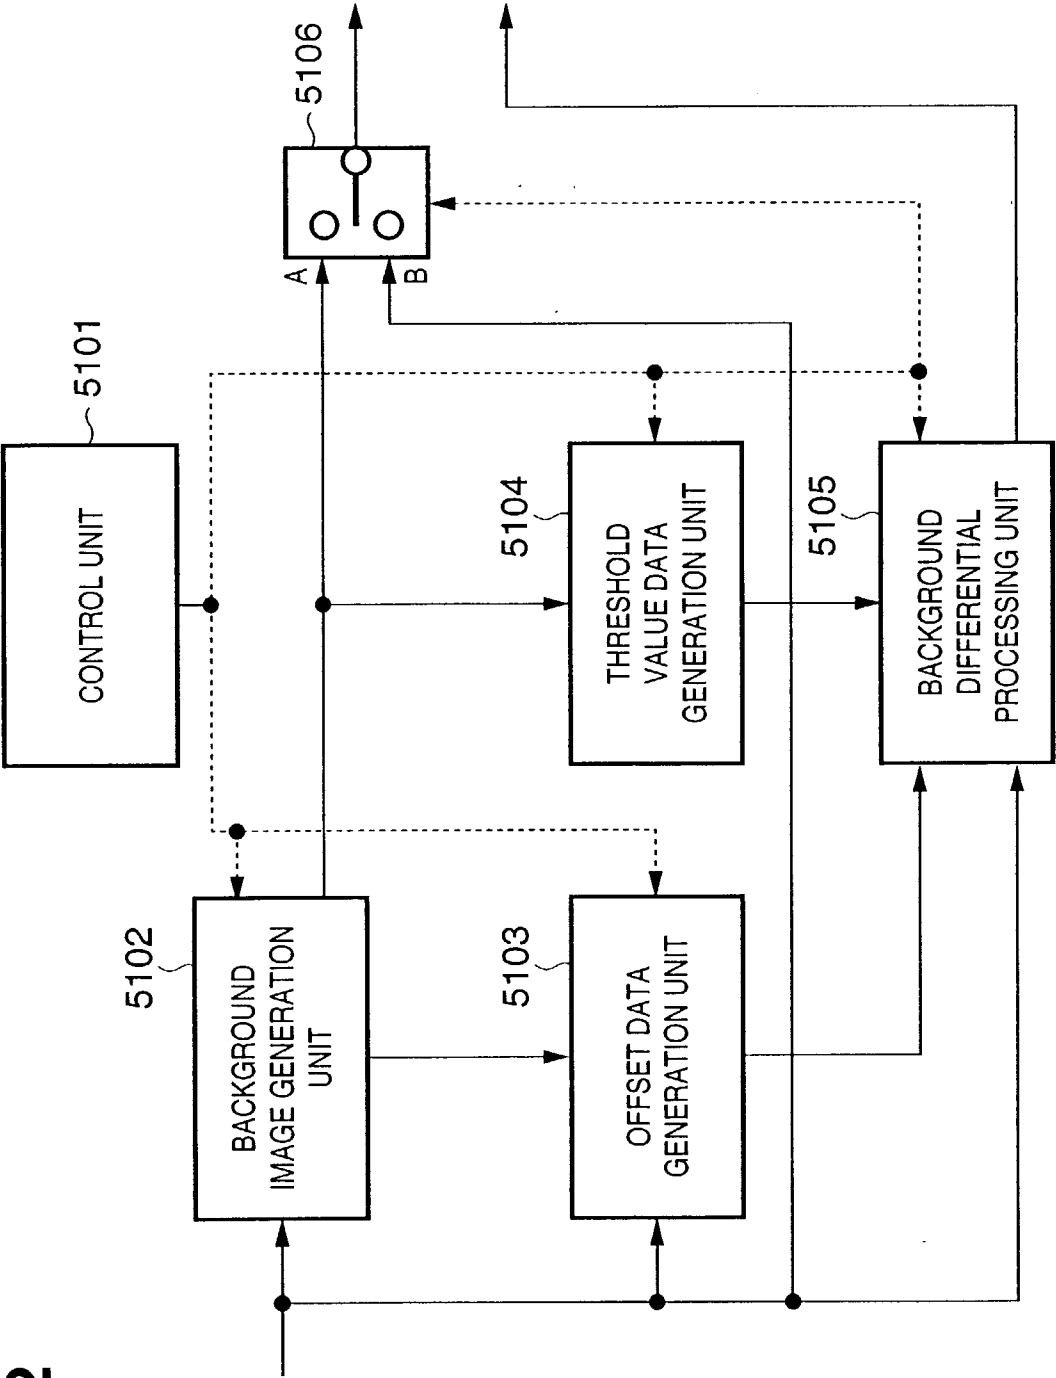 5101
CONTROL UNIT
5102
BACKGROUND
IMAGE GENERATION
UNIT
A
B
5106
5103
OFFSET DATA
GENERATION UNIT
5104
THRESHOLD
VALUE DATA
GENERATION UNIT
5105
BACKGROUND
DIFFERENTIAL
PROCESSING UNIT